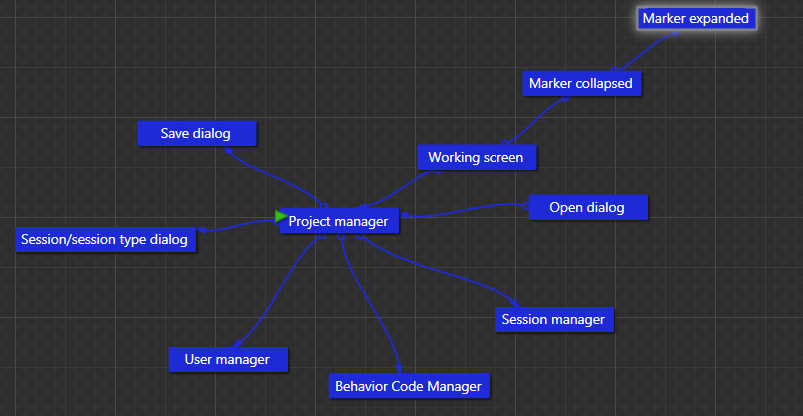 Marker expanded
Marker collapsed
Save dialog
Working screen
Open dialog
Project manager
Session/session type dialog
Session manager
User manager
Behavior Code Manager